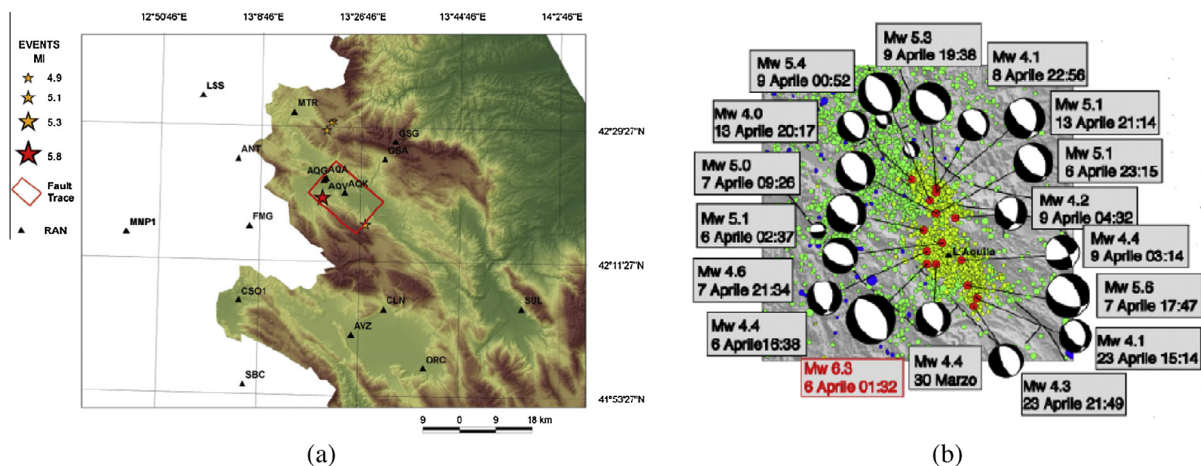 12°50'46"E 13°8'46"E 13°26'46"E 13°44'46"E 14°2'46"E
EVENTS
Ml
4.9
5.1
5.3
5.8
Fault
Trace
RAN
LSS
MTR
GSG
GSA
ANT
AQG AQA
AQV AQK
FMG
MNP1
CSO1
CLN
SUL
AVZ
ORC
SBC
42°29'27"N
42°11'27"N
41°53'27"N
9 0 9 18 km
(a)
Mw 5.3
9 Aprile 19:38
Mw 5.4
9 Aprile 00:52
Mw 4.1
8 Aprile 22:56
Mw 4.0
13 Aprile 20:17
Mw 5.1
13 Aprile 21:14
Mw 5.0
7 Aprile 09:26
Mw 5.1
6 Aprile 23:15
Mw 5.1
6 Aprile 02:37
Mw 4.2
9 Aprile 04:32
Mw 4.6
7 Aprile 21:34
Mw 4.4
9 Aprile 03:14
L'Aquila
Mw 4.4
6 Aprile16:38
Mw 5.6
7 Aprile 17:47
Mw 6.3
6 Aprile 01:32
Mw 4.4
30 Marzo
Mw 4.1
23 Aprile 15:14
Mw 4.3
23 Aprile 21:49
(b)